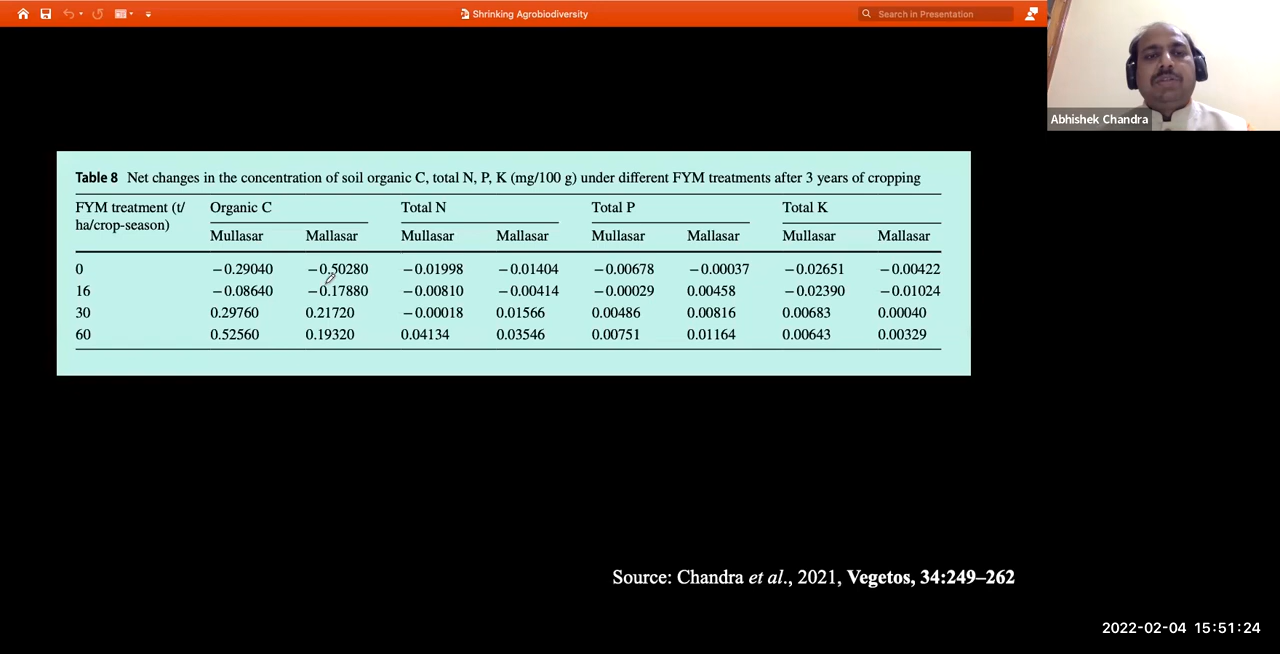 Shrinking Agrobiodiversity
Search in Presentation
Abhishek Chandra
Table 8 Net changes in the concentration of soil organic C, total N, P, K (mg/100 g) under different FYM treatments after 3 years of cropping
FYM treatment (t/ Organic C Total N Total P Total K
ha/crop-season)
Mullasar Mallasar Mullasar Mallasar Mullasar Mallasar Mullasar Mallasar
0 −0.29040 −0.50280 −0.01998 −0.01404 −0.00678 −0.00037 −0.02651 −0.00422
16 −0.08640 −0.17880 −0.00810 −0.00414 −0.00029 0.00458 −0.02390 −0.01024
30 0.29760 0.21720 −0.00018 0.01566 0.00486 0.00816 0.00683 0.00040
60 0.52560 0.19320 0.04134 0.03546 0.00751 0.01164 0.00643 0.00329
Source: Chandra et al., 2021, Vegetos, 34:249–262
2022-02-04 15:51:24